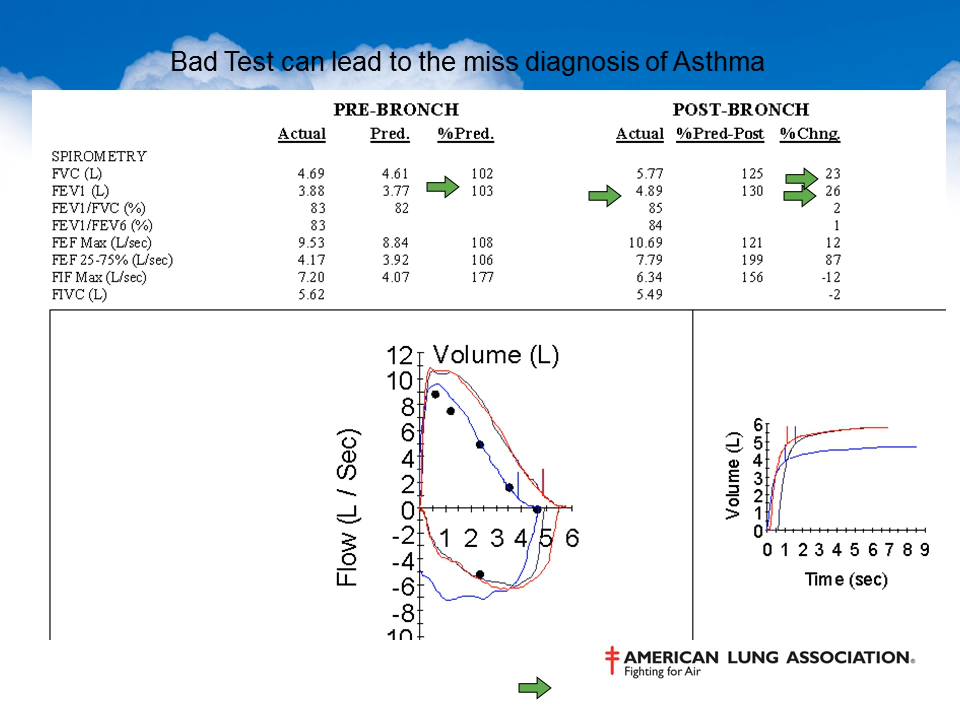 Bad Test can lead to the miss diagnosis of Asthma
PRE-BRONCH POST-BRONCH
Actual Pred. %Pred. Actual %Pred-Post %Chng.
SPIROMETRY
FVC (L) 4.69 4.61 102 5.77 125 23
FEV1 (L) 3.88 3.77 103 4.89 130 26
FEV1/FVC (%) 83 82 85 2
FEV1/FEV6 (%) 83 84 1
FEF Max (L/sec) 9.53 8.84 108 10.69 121 12
FEF 25-75% (L/sec) 4.17 3.92 106 7.79 199 87
FIF Max (L/sec) 7.20 4.07 177 6.34 156 -12
FIVC (L) 5.62 5.49 -2
Volume (L)
12
10
8
6
4
2
0
-2
-4
-6
-8
10
1 2 3 4 5 6
Flow (L / Sec)
6
5
4
3
2
1
0
Volume (L)
0 1 2 3 4 5 6 7 8 9
Time (sec)
AMERICAN LUNG ASSOCIATION®
Fighting for Air